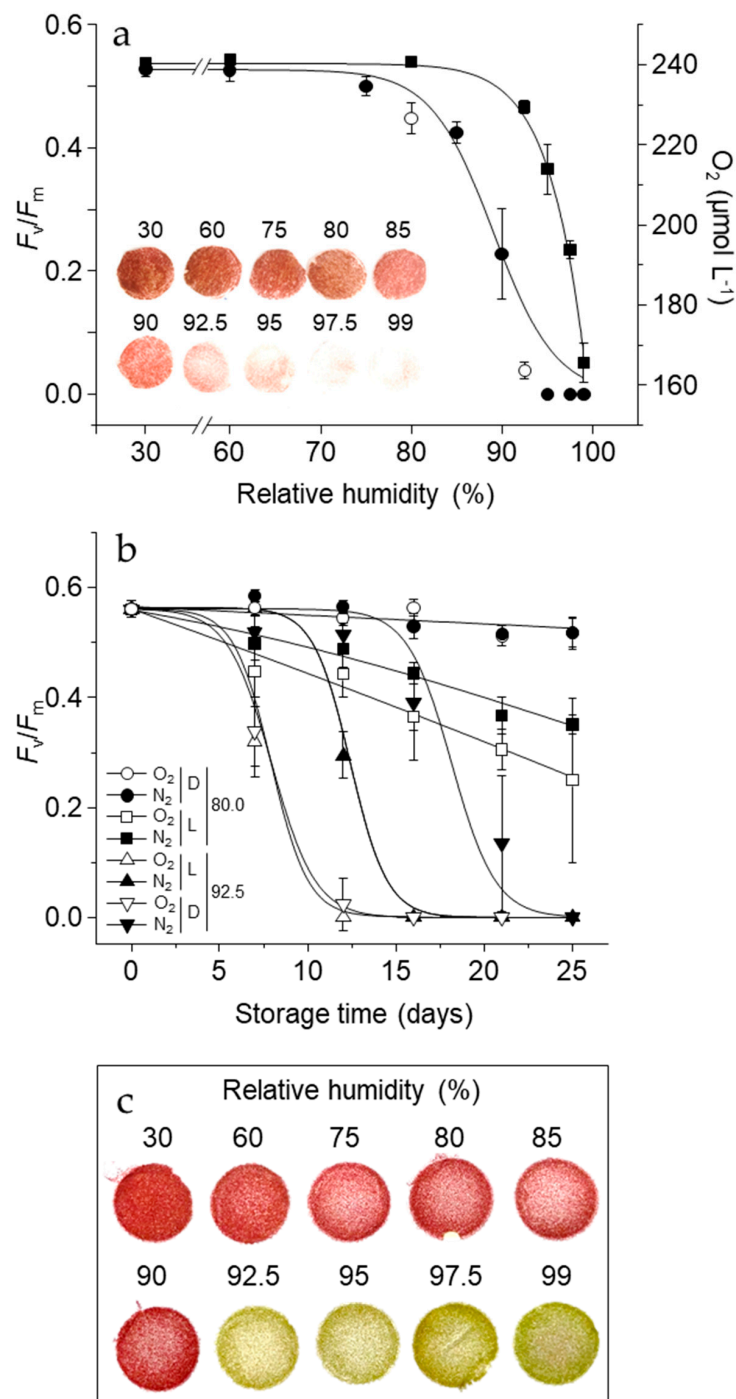 a
0.6
0.4
0.2
0.0
Fv/Fm
240
220
200
180
160
O2 (μmol L-1)
30 60 75 80 85
90 92.5 95 97.5 99
30 60 70 80 90 100
Relative humidity (%)
b
0.6
0.4
0.2
0.0
Fv/Fm
O2 D 80.0
N2
O2 L
N2
O2 L 92.5
N2
O2 D
N2
0 5 10 15 20 25
Storage time (days)
c
Relative humidity (%)
30 60 75 80 85
90 92.5 95 97.5 99